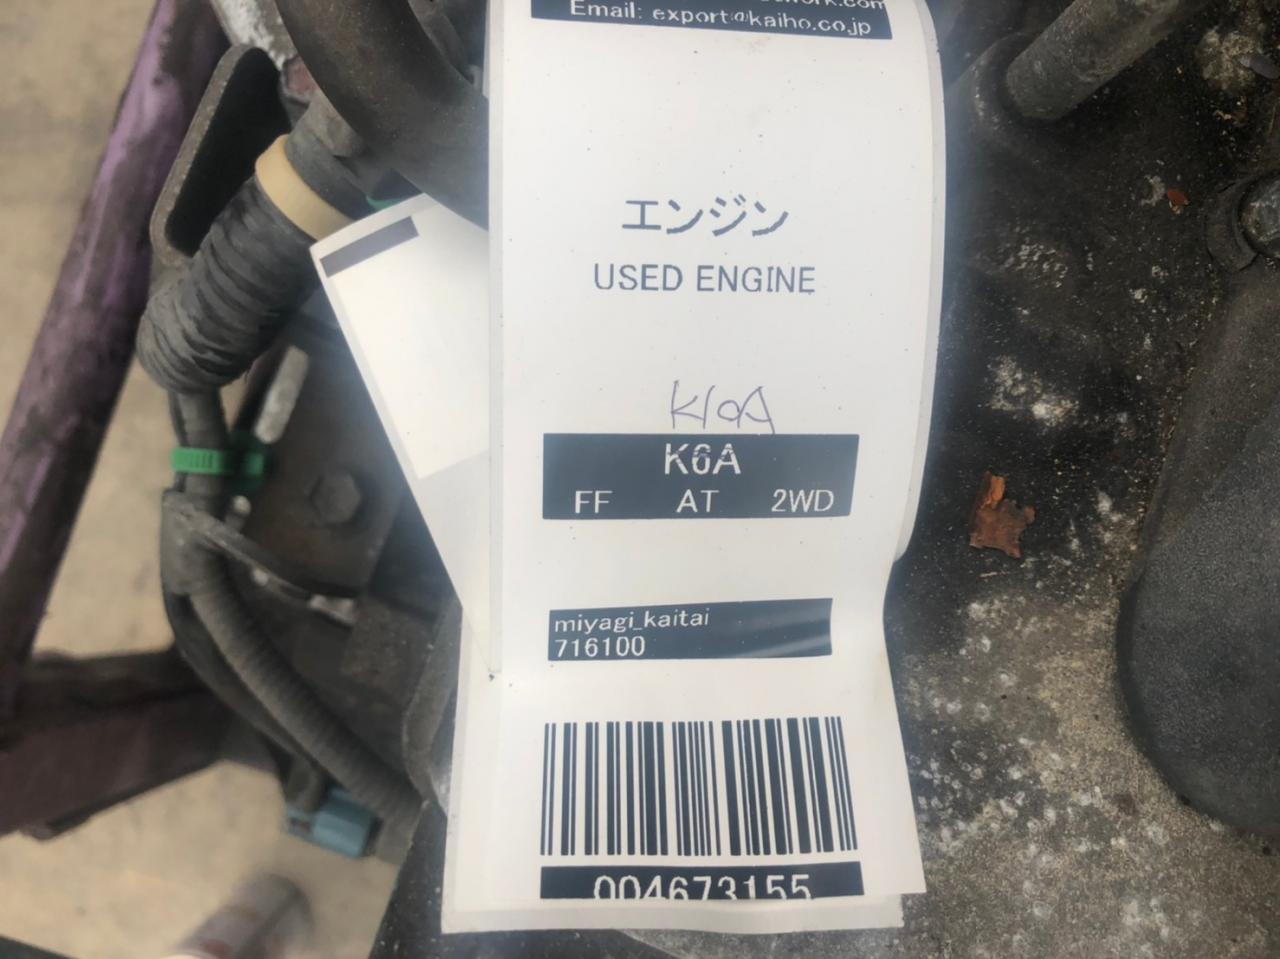 Email: export@kaiho.co.jp
エンジン
USED ENGINE
K6A
K6A
FF AT 2WD
miyagi_kaitai
716100
004673155